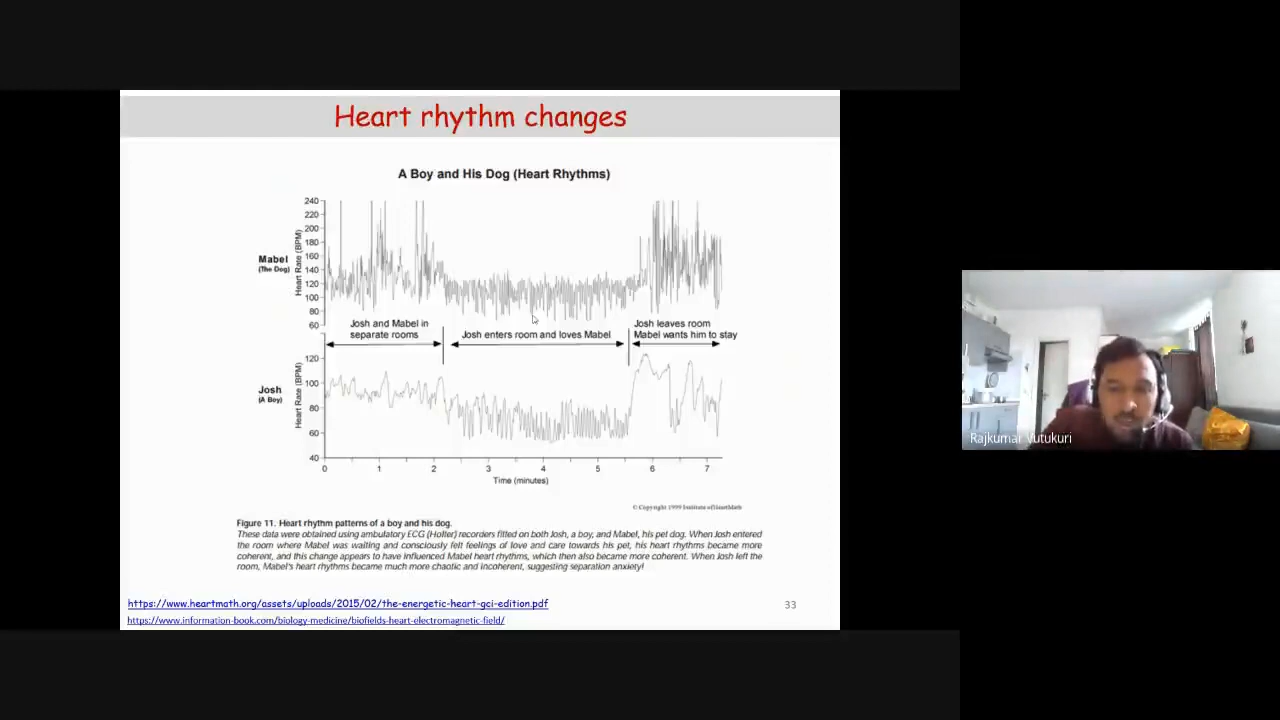 Heart rhythm changes
A Boy and His Dog (Heart Rhythms)
240
220
200
180
160
140
120
100
80
60
Heart Rate (BPM)
Mabel
(The Dog)
Josh and Mabel in
separate rooms
Josh enters room and loves Mabel
Josh leaves room
Mabel wants him to stay
120
100
80
60
40
Heart Rate (BPM)
Josh
(A Boy)
0 1 2 3 4 5 6 7
Time (minutes)
© Copyright 1999 Institute of HeartMath
Figure 11. Heart rhythm patterns of a boy and his dog.
These data were obtained using ambulatory ECG (Holter) recorders fitted on both Josh, a boy, and Mabel, his pet dog. When Josh entered
the room where Mabel was waiting and consciously felt feelings of love and care towards his pet, his heart rhythms became more
coherent, and this change appears to have influenced Mabel heart rhythms, which then also became more coherent. When Josh left the
room, Mabel's heart rhythms became much more chaotic and incoherent, suggesting separation anxiety!
https://www.heartmath.org/assets/uploads/2015/02/the-energetic-heart-gci-edition.pdf
33
https://www.information-book.com/biology-medicine/biofields-heart-electromagnetic-field/
Rajkumar Vutukuri